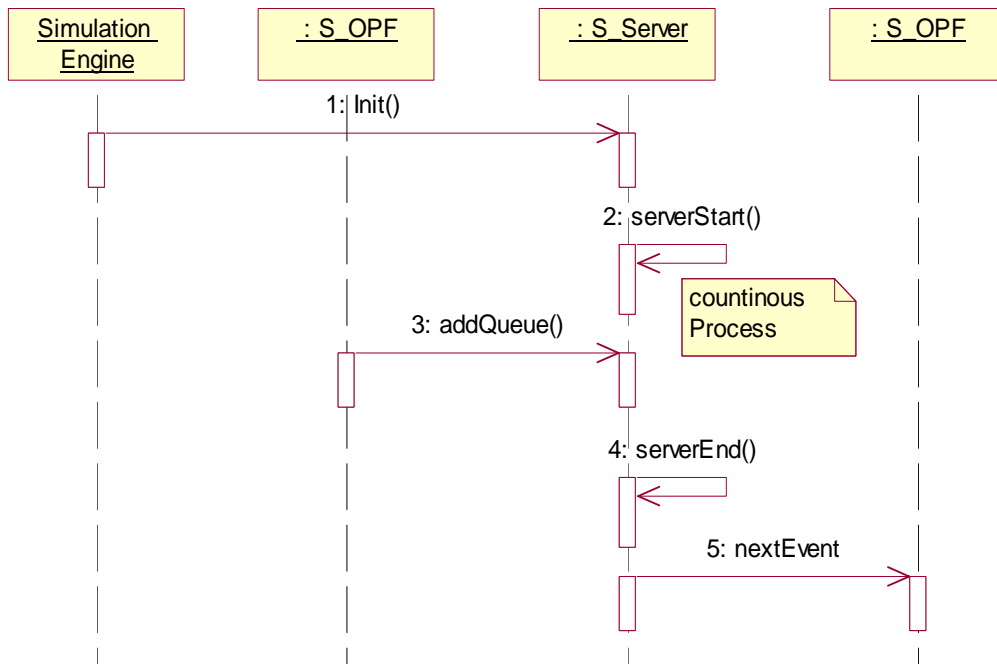 Simulation
Engine
: S_OPF
: S_Server
: S_OPF
1: Init()
2: serverStart()
countinous
Process
3: addQueue()
4: serverEnd()
5: nextEvent